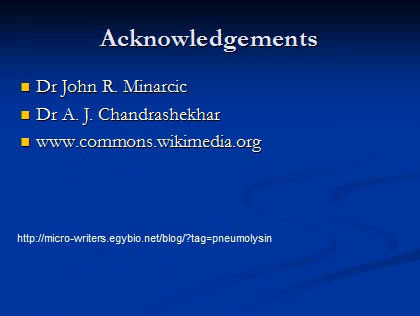 Acknowledgements
Dr John R. Minarcic
Dr A. J. Chandrashekhar
www.commons.wikimedia.org
http://micro-writers.egybio.net/blog/?tag=pneumolysin